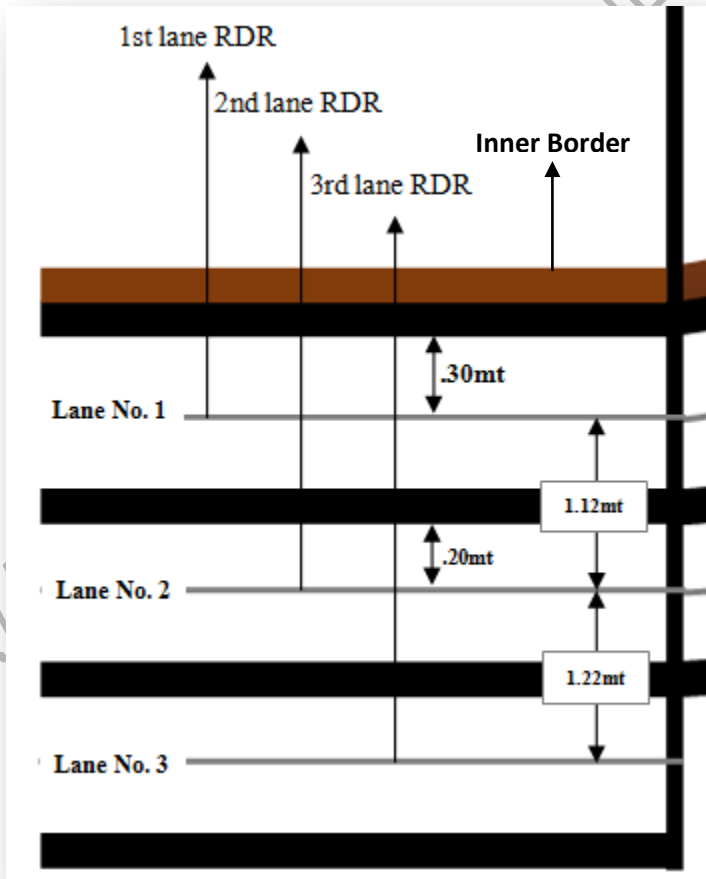 1st lane RDR
2nd lane RDR
Inner Border
3rd lane RDR
.30mt
Lane No. 1
1.12mt
.20mt
Lane No. 2
1.22mt
Lane No. 3